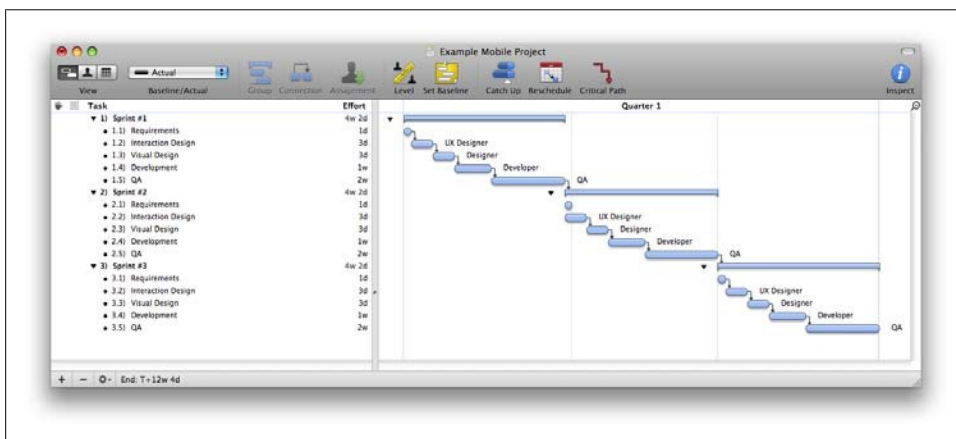 Example Mobile Project
Actual
View Baseline/Actual Group Connection Assignment Level Set Baseline Catch Up Reschedule Critical Path Inspect
Task Effort Quarter 1
1) Sprint #1 4w 2d
1.1) Requirements 1d
1.2) Interaction Design 3d UX Designer
1.3) Visual Design 3d Designer
1.4) Development 1w Developer
1.5) QA 2w QA
2) Sprint #2 4w 2d
2.1) Requirements 1d
2.2) Interaction Design 3d UX Designer
2.3) Visual Design 3d Designer
2.4) Development 1w Developer
2.5) QA 2w QA
3) Sprint #3 4w 2d
3.1) Requirements 1d
3.2) Interaction Design 3d UX Designer
3.3) Visual Design 3d Designer
3.4) Development 1w Developer
3.5) QA 2w QA
End: T+12w 4d